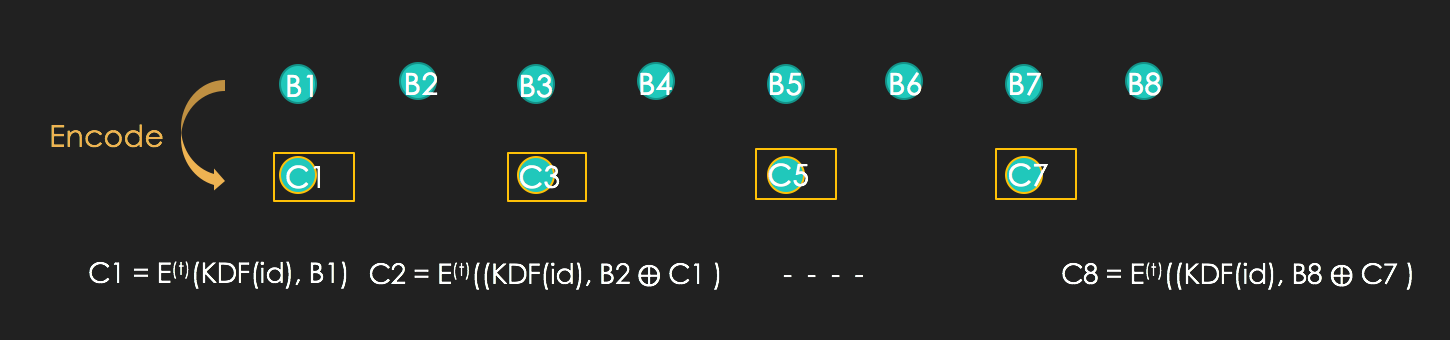 B1 B2 B3 B4 B5 B6 B7 B8
Encode
C1 C3 C5 C7
C1 = E⁽ᵗ⁾(KDF(id), B1) C2 = E⁽ᵗ⁾((KDF(id), B2 ⊕ C1 ) - - - - C8 = E⁽ᵗ⁾((KDF(id), B8 ⊕ C7 )